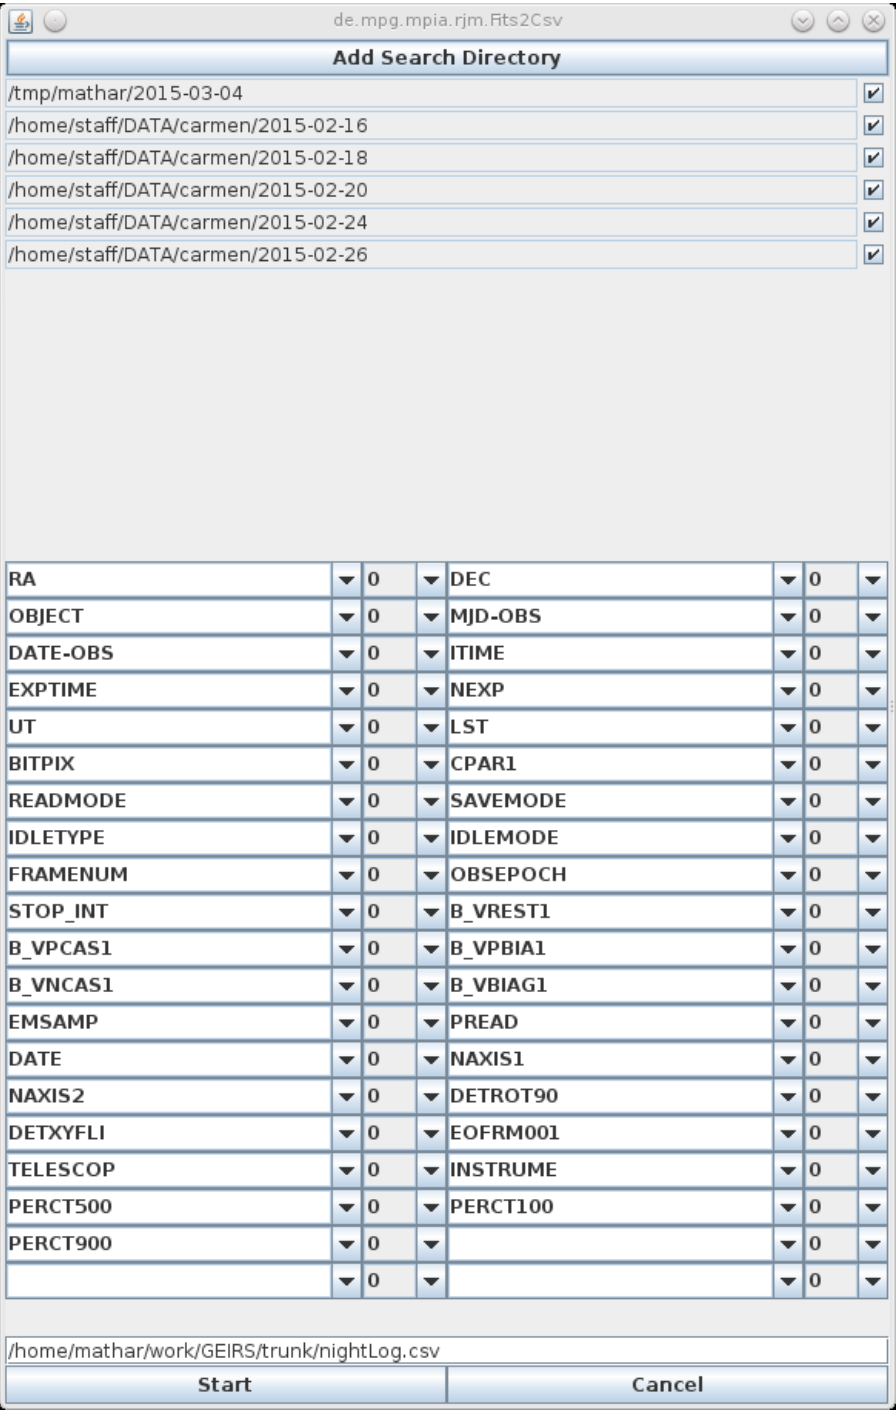 de.mpg.mpia.rjm.Fits2Csv
Add Search Directory
/tmp/mathar/2015-03-04
/home/staff/DATA/carmen/2015-02-16
/home/staff/DATA/carmen/2015-02-18
/home/staff/DATA/carmen/2015-02-20
/home/staff/DATA/carmen/2015-02-24
/home/staff/DATA/carmen/2015-02-26
RA 0 DEC 0
OBJECT 0 MJD-OBS 0
DATE-OBS 0 ITIME 0
EXPTIME 0 NEXP 0
UT 0 LST 0
BITPIX 0 CPAR1 0
READMODE 0 SAVEMODE 0
IDLETYPE 0 IDLEMODE 0
FRAMENUM 0 OBSEPOCH 0
STOP_INT 0 B_VREST1 0
B_VPCAS1 0 B_VPBIA1 0
B_VNCAS1 0 B_VBIAG1 0
EMSAMP 0 PREAD 0
DATE 0 NAXIS1 0
NAXIS2 0 DETROT90 0
DETXYFLI 0 EOFRM001 0
TELESCOP 0 INSTRUME 0
PERCT500 0 PERCT100 0
PERCT900 0 0
0 0
/home/mathar/work/GEIRS/trunk/nightLog.csv
Start Cancel